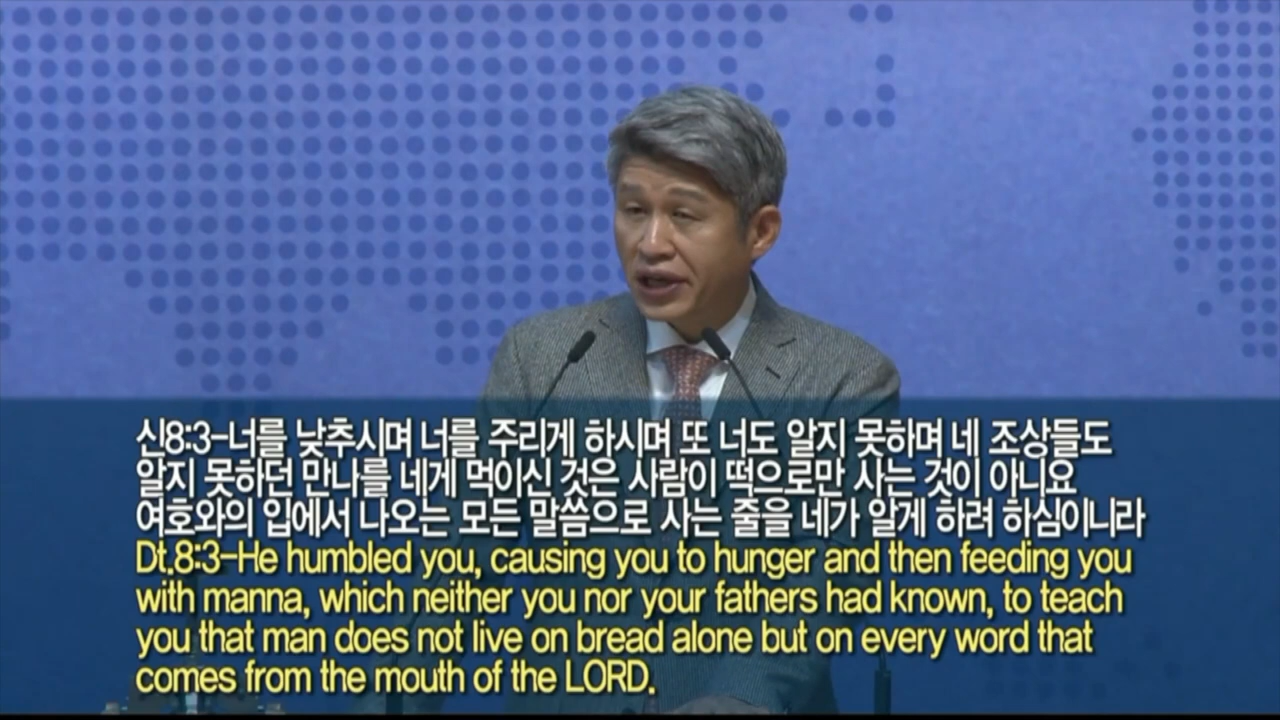 신8:3-너를 낮추시며 너를 주리게 하시며 또 너도 알지 못하며 네 조상들도
알지 못하던 만나를 네게 먹이신 것은 사람이 떡으로만 사는 것이 아니요
여호와의 입에서 나오는 모든 말씀으로 사는 줄을 네가 알게 하려 하심이니라
Dt.8:3-He humbled you, causing you to hunger and then feeding you
with manna, which neither you nor your fathers had known, to teach
you that man does not live on bread alone but on every word that
comes from the mouth of the LORD.